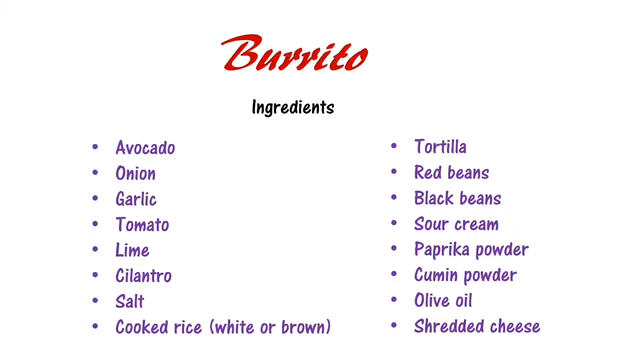 Burrito
Ingredients
• Avocado
• Onion
• Garlic
• Tomato
• Lime
• Cilantro
• Salt
• Cooked rice (white or brown)
• Tortilla
• Red beans
• Black beans
• Sour cream
• Paprika powder
• Cumin powder
• Olive oil
• Shredded cheese